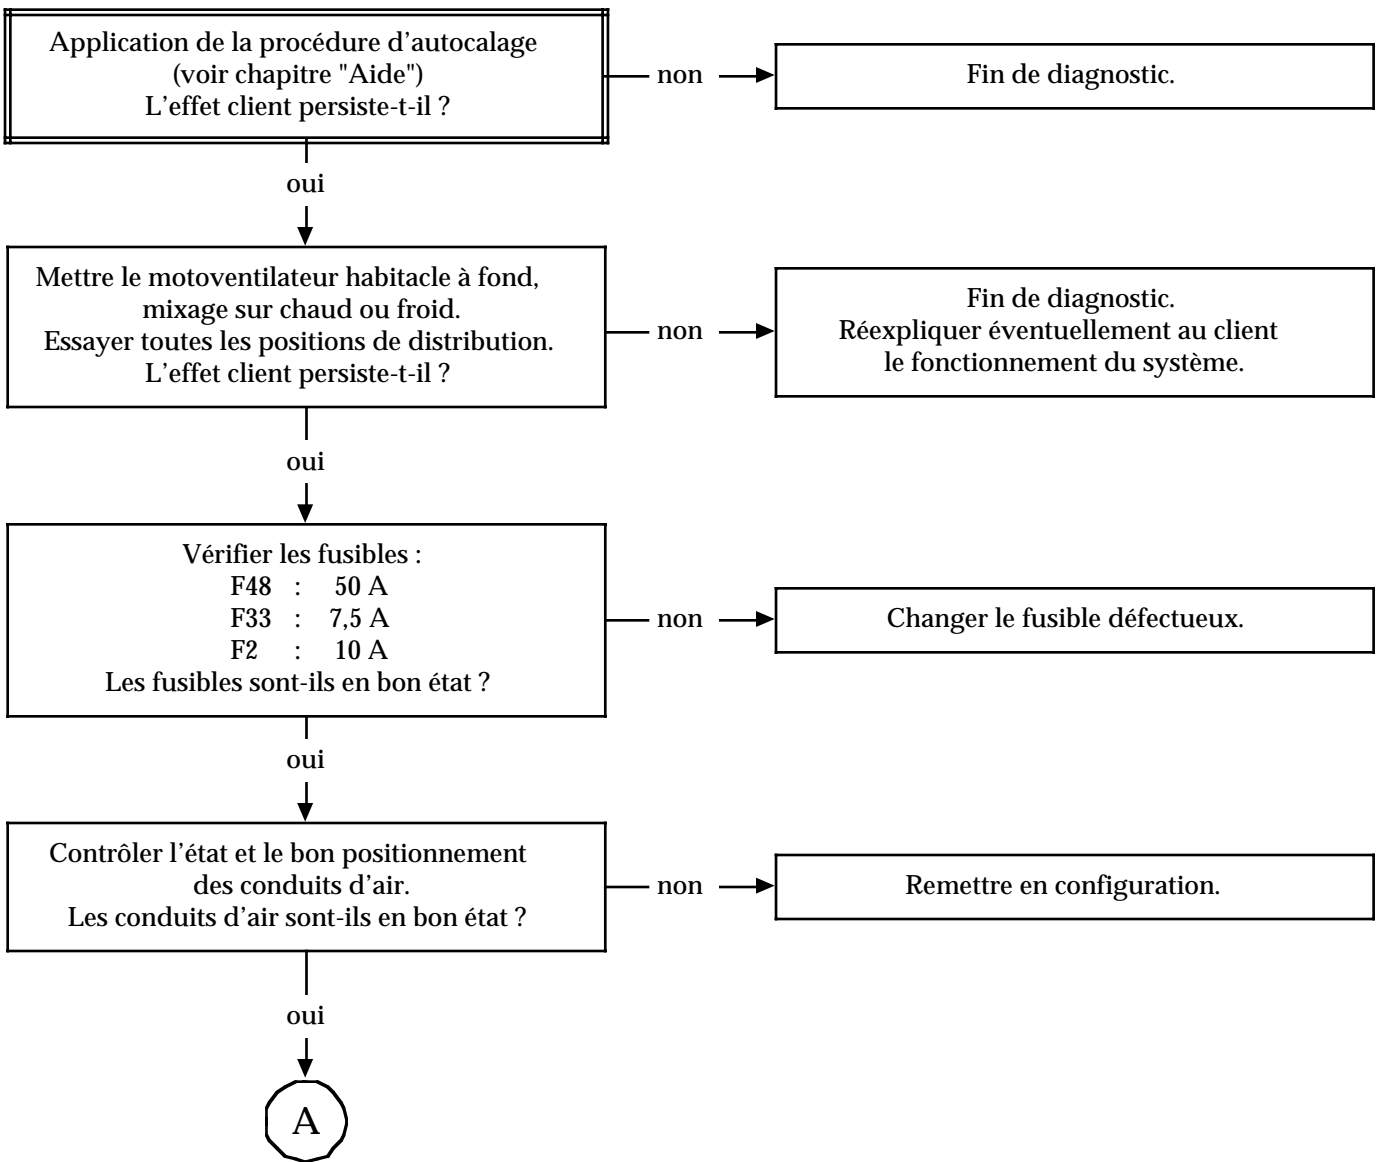 Application de la procédure d’autocalage
(voir chapitre "Aide")
L’effet client persiste-t-il ?
non
Fin de diagnostic.
oui
Mettre le motoventilateur habitacle à fond,
mixage sur chaud ou froid.
Essayer toutes les positions de distribution.
L’effet client persiste-t-il ?
non
Fin de diagnostic.
Réexpliquer éventuellement au client
le fonctionnement du système.
oui
Vérifier les fusibles :
F48 : 50 A
F33 : 7,5 A
F2 : 10 A
Les fusibles sont-ils en bon état ?
non
Changer le fusible défectueux.
oui
Contrôler l’état et le bon positionnement
des conduits d’air.
Les conduits d’air sont-ils en bon état ?
non
Remettre en configuration.
oui
A